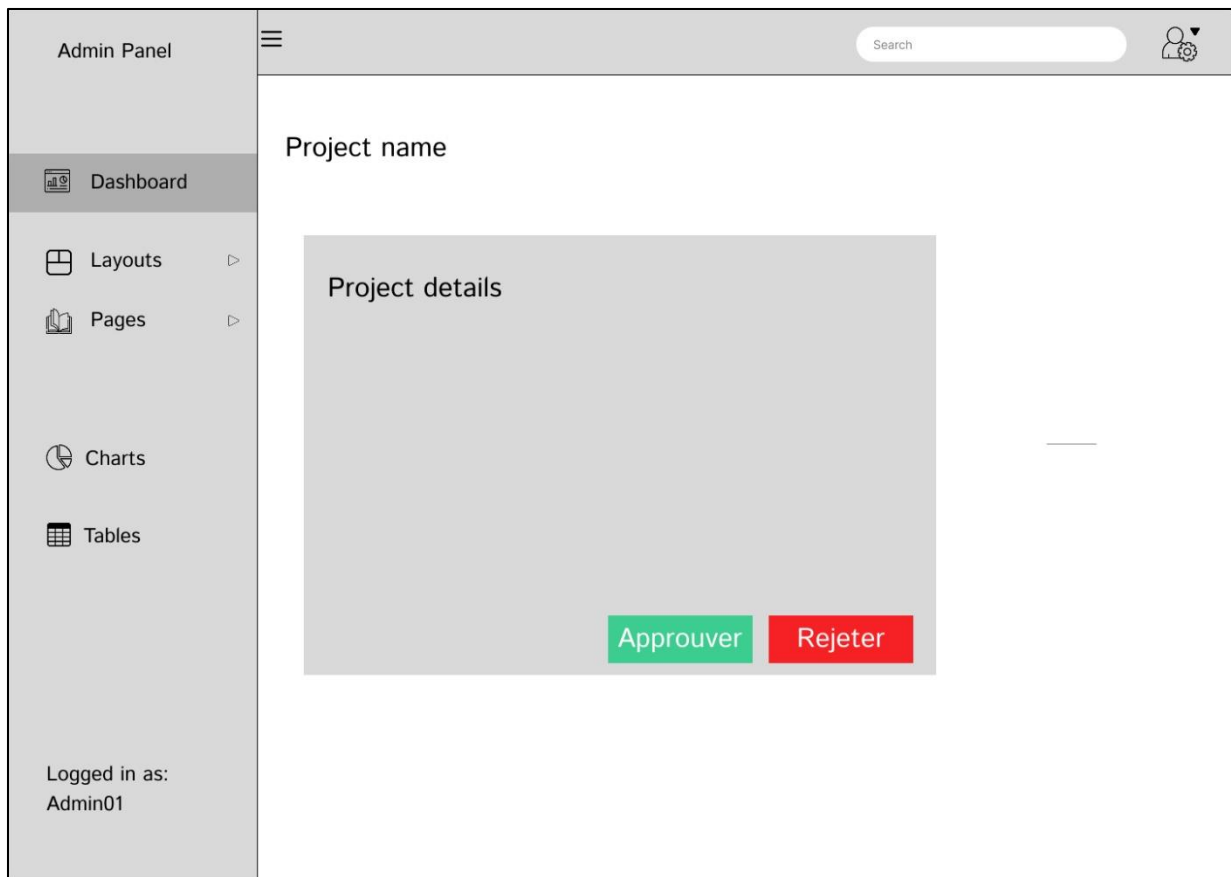 Admin Panel
Search
Project name
Dashboard
Layouts
Pages
Project details
Charts
Tables
Approuver
Rejeter
Logged in as:
Admin01